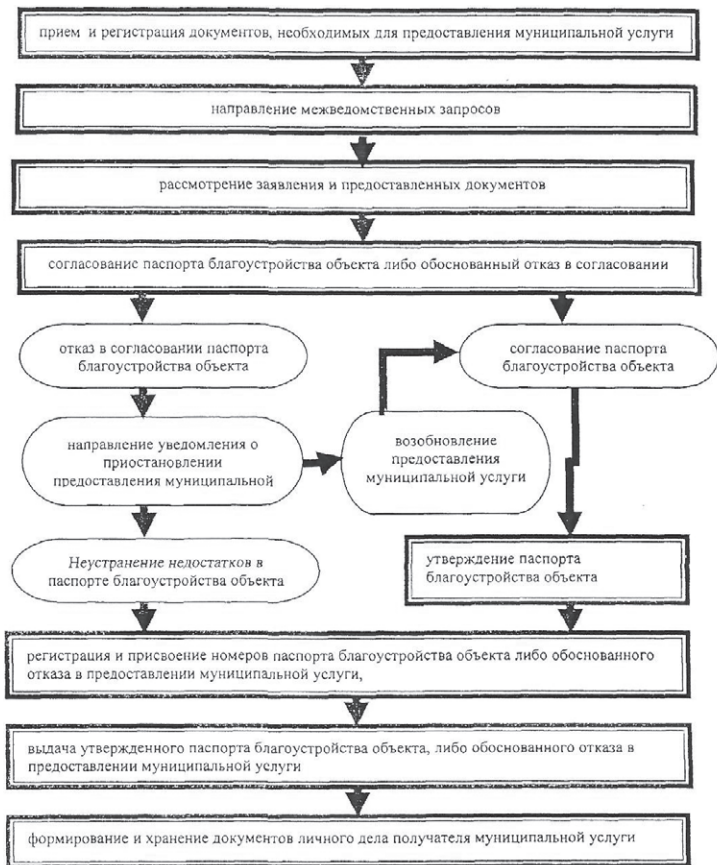 прием и регистрация документов, необходимых для предоставления муниципальной услуги
направление межведомственных запросов
рассмотрение заявления и предоставленных документов
согласование паспорта благоустройства объекта либо обоснованный отказ в согласовании
отказ в согласовании паспорта
благоустройства объекта
согласование паспорта
благоустройства объекта
направление уведомления о
приостановлении
предоставления муниципальной
возобновление
предоставления
муниципальной услуги
Неустранение недостатков в
паспорте благоустройства объекта
утверждение паспорта
благоустройства объекта
регистрация и присвоение номеров паспорта благоустройства объекта либо обоснованного
отказа в предоставлении муниципальной услуги,
выдача утвержденного паспорта благоустройства объекта, либо обоснованного отказа в
предоставлении муниципальной услуги
формирование и хранение документов личного дела получателя муниципальной услуги